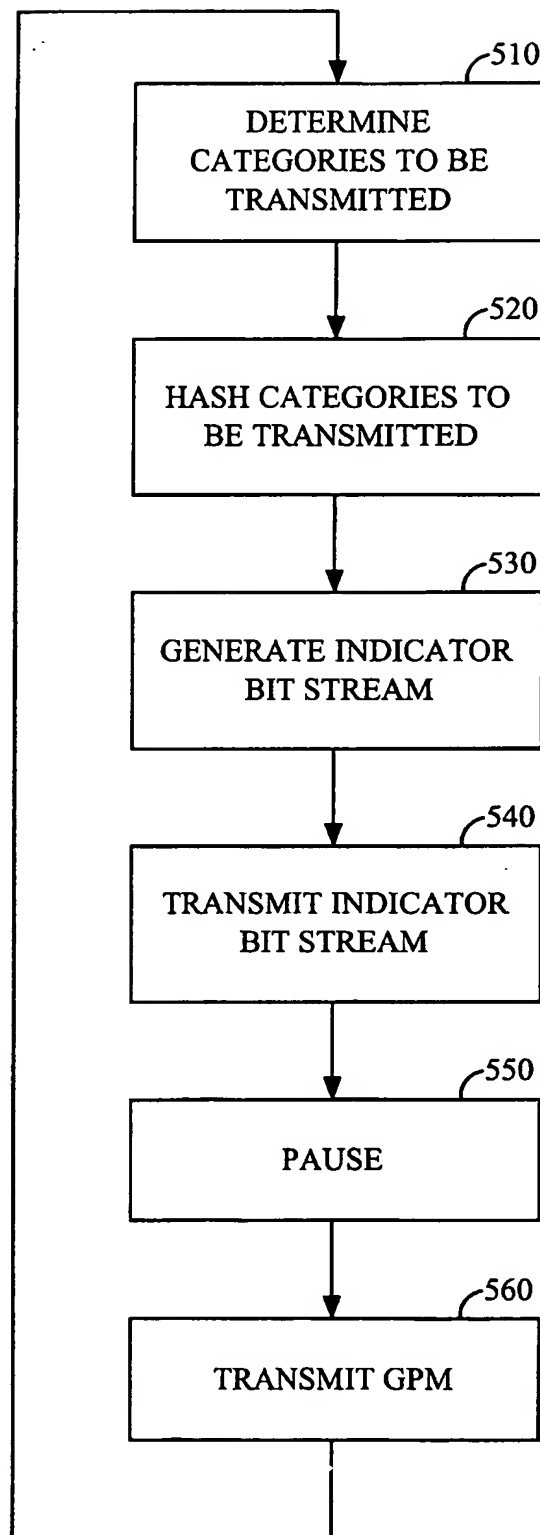 510
DETERMINE
CATEGORIES TO BE
TRANSMITTED
520
HASH CATEGORIES TO
BE TRANSMITTED
530
GENERATE INDICATOR
BIT STREAM
540
TRANSMIT INDICATOR
BIT STREAM
550
PAUSE
560
TRANSMIT GPM